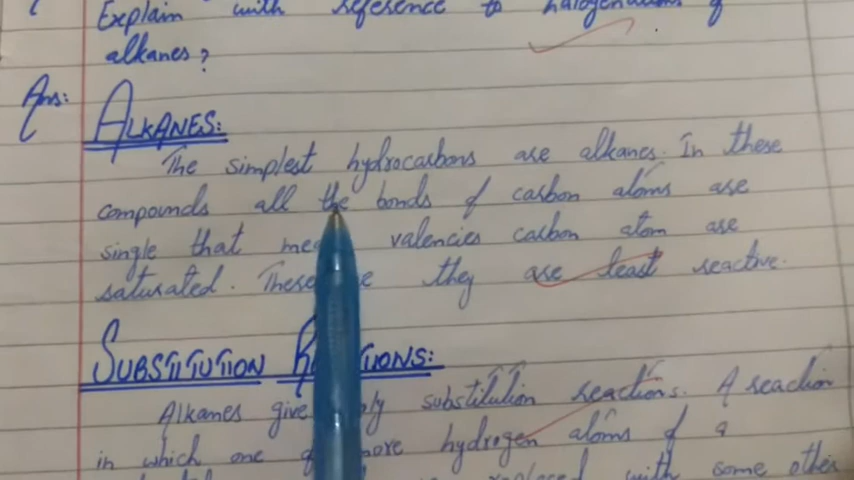 Explain with reference to halogenations of
alkanes?
Ans:
ALKANES:
The simplest hydrocarbons are alkanes. In these
compounds all the bonds of carbon atoms are
single that valencies carbon atom are
saturated. they are least reactive.
SUBSTITUTION
Alkanes give substitution reactions. A reaction
in which one hydrogen atoms of a
with some other